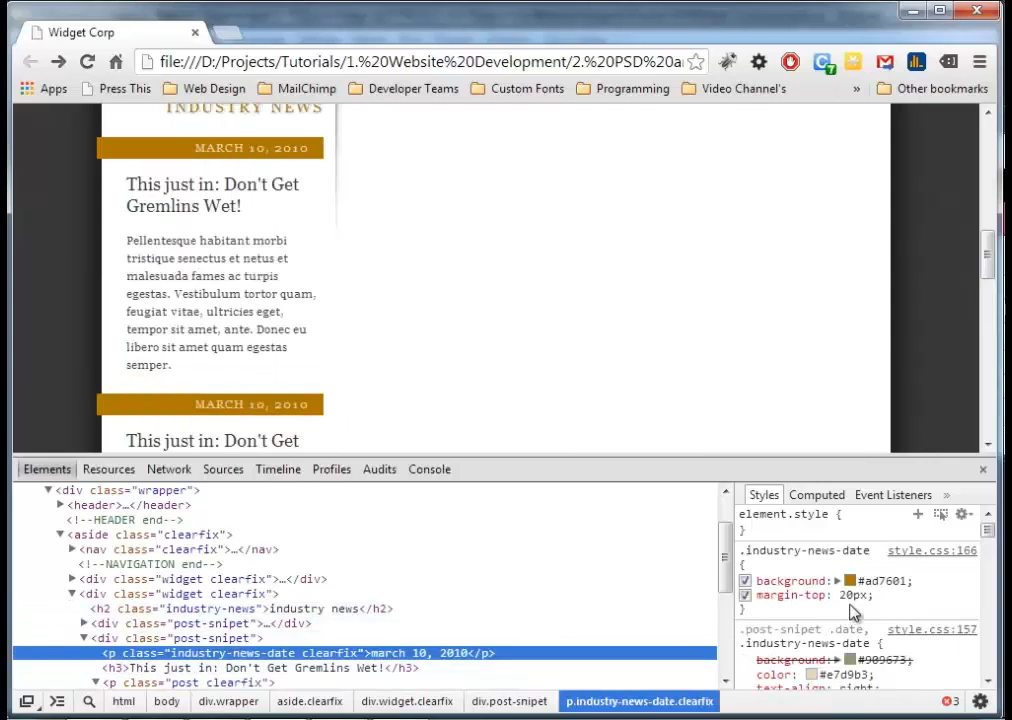 Widget Corp
file:///D:/Projects/Tutorials/1.%20Website%20Development/2.%20PSD%20a
Apps Press This Web Design MailChimp Developer Teams Custom Fonts Programming Video Channel's » Other bookmarks
INDUSTRY NEWS
MARCH 10, 2010
This just in: Don't Get
Gremlins Wet!
Pellentesque habitant morbi
tristique senectus et netus et
malesuada fames ac turpis
egestas. Vestibulum tortor quam,
feugiat vitae, ultricies eget,
tempor sit amet, ante. Donec eu
libero sit amet quam egestas
semper.
MARCH 10, 2010
This just in: Don't Get
Elements Resources Network Sources Timeline Profiles Audits Console
<div class="wrapper">
<header>…</header>
<!--HEADER end-->
<aside class="clearfix">
<nav class="clearfix">…</nav>
<!--NAVIGATION end-->
<div class="widget clearfix">…</div>
<div class="widget clearfix">
<h2 class="industry-news">industry news</h2>
<div class="post-snippet">…</div>
<div class="post-snippet">
<p class="industry-news-date clearfix">march 10, 2010</p>
<h3>This just in: Don't Get Gremlins Wet!</h3>
<p class="post clearfix">
Styles Computed Event Listeners »
element.style {
}
.industry-news-date style.css:166
{
background: #ad7601;
margin-top: 20px;
}
.post-snippet .date, style.css:157
.industry-news-date {
background: #909673;
color: #e7d9b3;
text-align: right;
html body div.wrapper aside.clearfix div.widget.clearfix div.post-snippet p.industry-news-date.clearfix 3